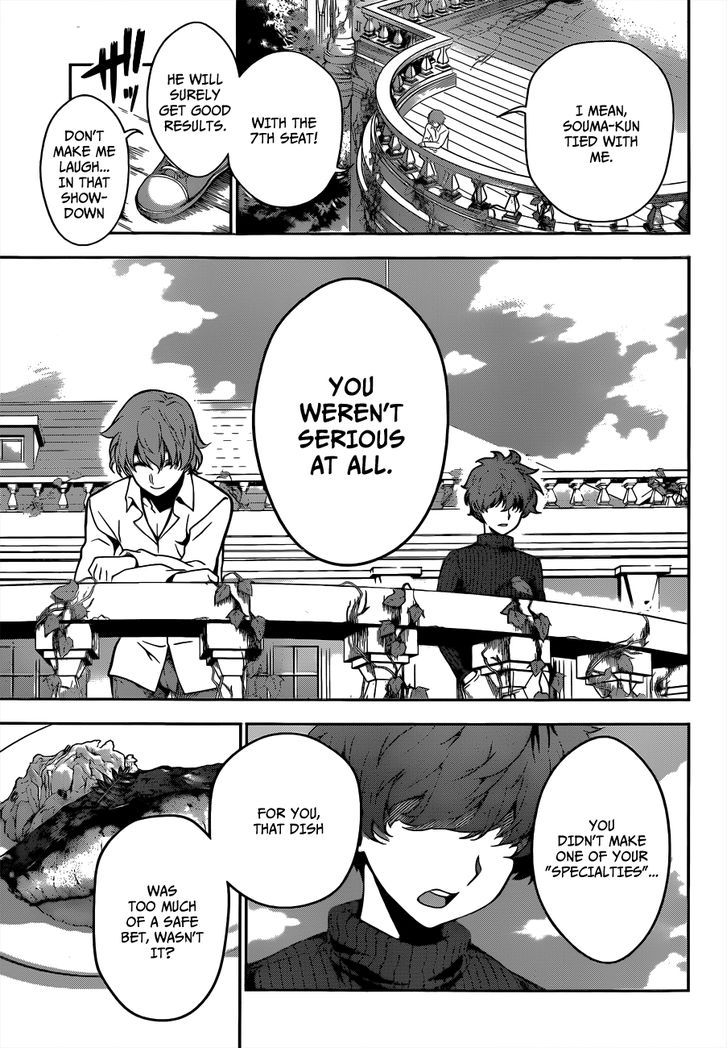 I MEAN,
SOUMA-KUN
TIED WITH
ME.
WITH THE
7TH SEAT!
HE WILL
SURELY
GET GOOD
RESULTS.
DON'T
MAKE ME
LAUGH...
IN THAT
SHOW-
DOWN
YOU
WEREN'T
SERIOUS
AT ALL.
YOU
DIDN'T MAKE
ONE OF YOUR
"SPECIALTIES"...
FOR YOU,
THAT DISH
WAS
TOO MUCH
OF A SAFE
BET, WASN'T
IT?